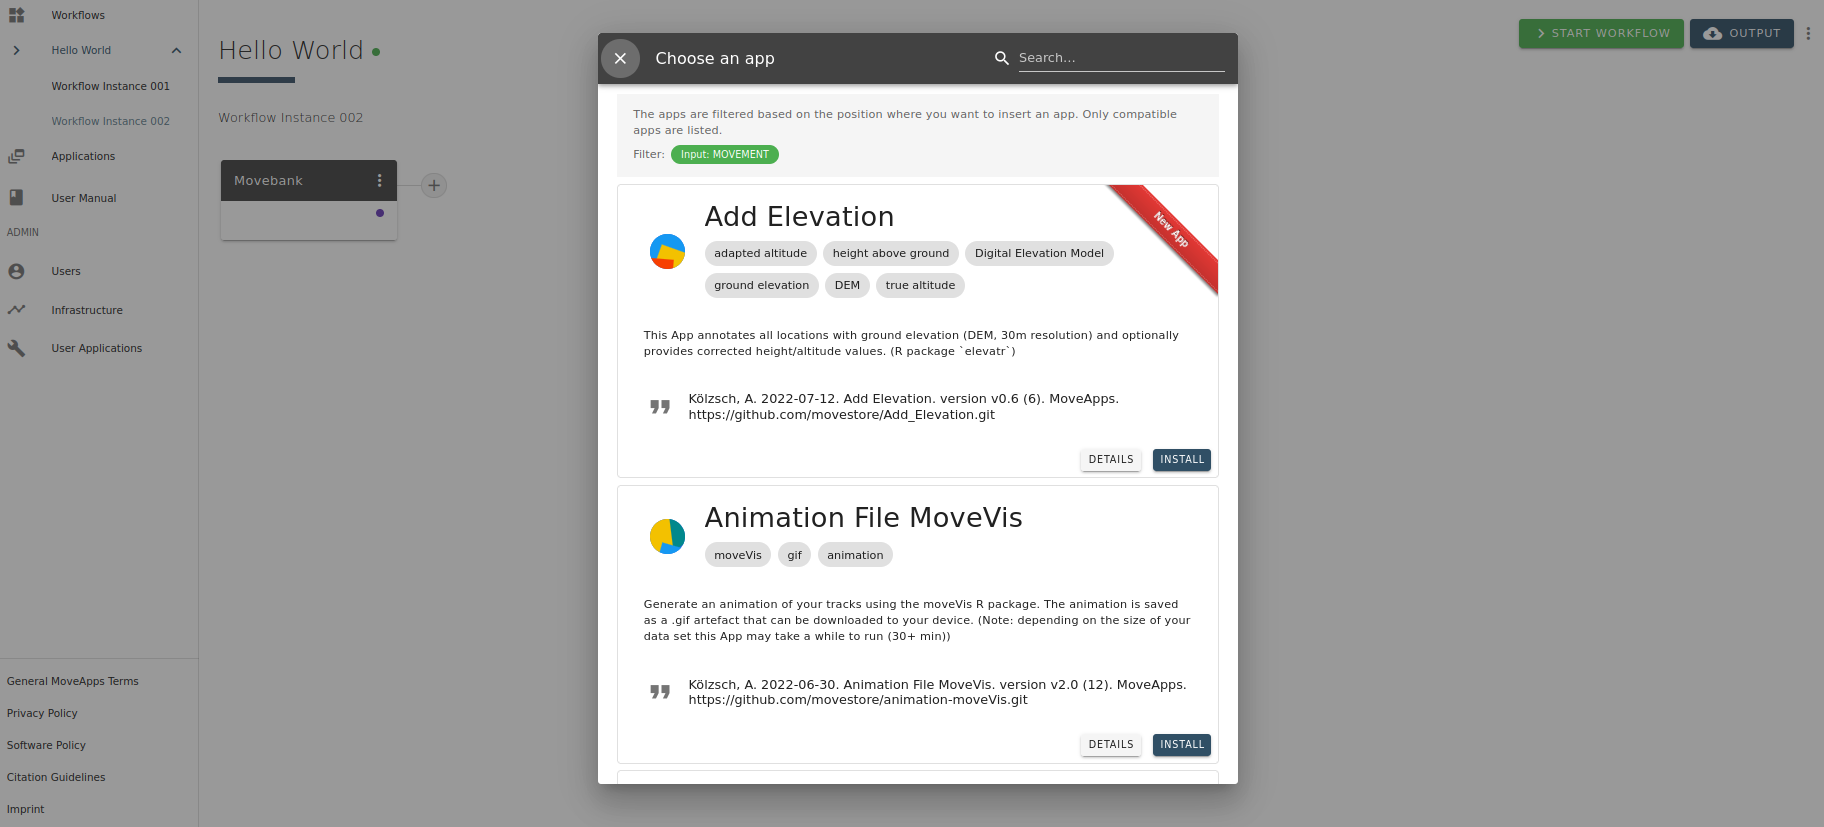 Workflows
Hello World
Workflow Instance 001
Workflow Instance 002
Applications
User Manual
ADMIN
Users
Infrastructure
User Applications
General MoveApps Terms
Privacy Policy
Software Policy
Citation Guidelines
Imprint
Hello World
Workflow Instance 002
Movebank
START WORKFLOW
OUTPUT
Choose an app
Search...
The apps are filtered based on the position where you want to insert an app. Only compatible
apps are listed.
Filter: Input: MOVEMENT
New App
Add Elevation
adapted altitude height above ground Digital Elevation Model
ground elevation DEM true altitude
This App annotates all locations with ground elevation (DEM, 30m resolution) and optionally
provides corrected height/altitude values. (R package `elevatr`)
Kölzsch, A. 2022-07-12. Add Elevation. version v0.6 (6). MoveApps.
https://github.com/movestore/Add_Elevation.git
DETAILS INSTALL
Animation File MoveVis
moveVis gif animation
Generate an animation of your tracks using the moveVis R package. The animation is saved
as a .gif artefact that can be downloaded to your device. (Note: depending on the size of your
data set this App may take a while to run (30+ min))
Kölzsch, A. 2022-06-30. Animation File MoveVis. version v2.0 (12). MoveApps.
https://github.com/movestore/animation-moveVis.git
DETAILS INSTALL